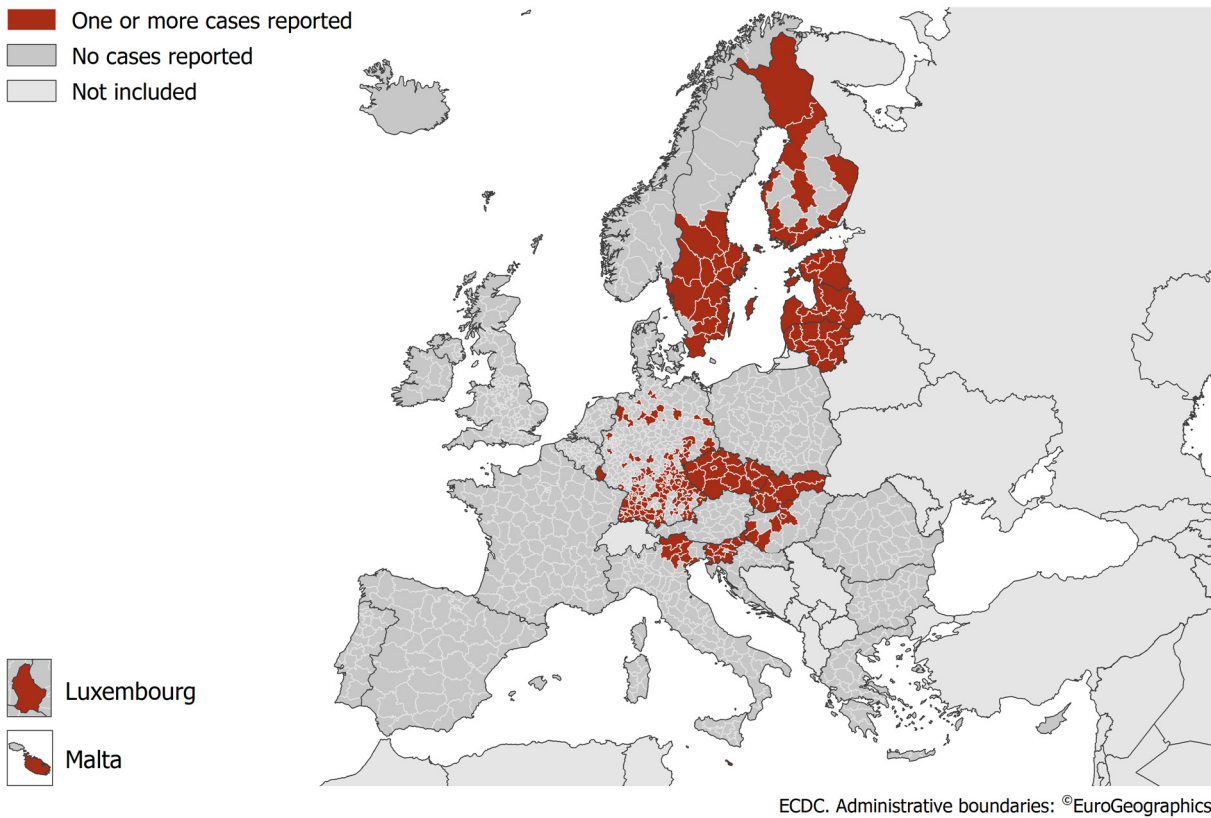 One or more cases reported
No cases reported
Not included
Luxembourg
Malta
ECDC. Administrative boundaries: ©EuroGeographics